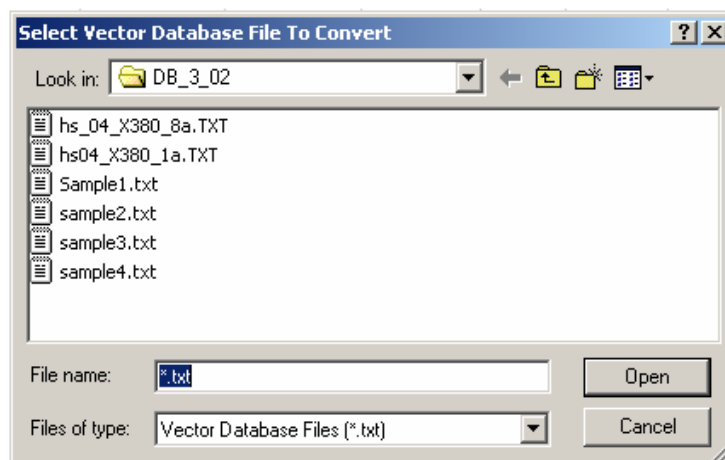 Select Vector Database File To Convert
Look in: DB_3_02
hs_04_X380_8a.TXT
hs04_X380_1a.TXT
Sample1.txt
sample2.txt
sample3.txt
sample4.txt
File name: *.txt Open
Files of type: Vector Database Files (*.txt) Cancel